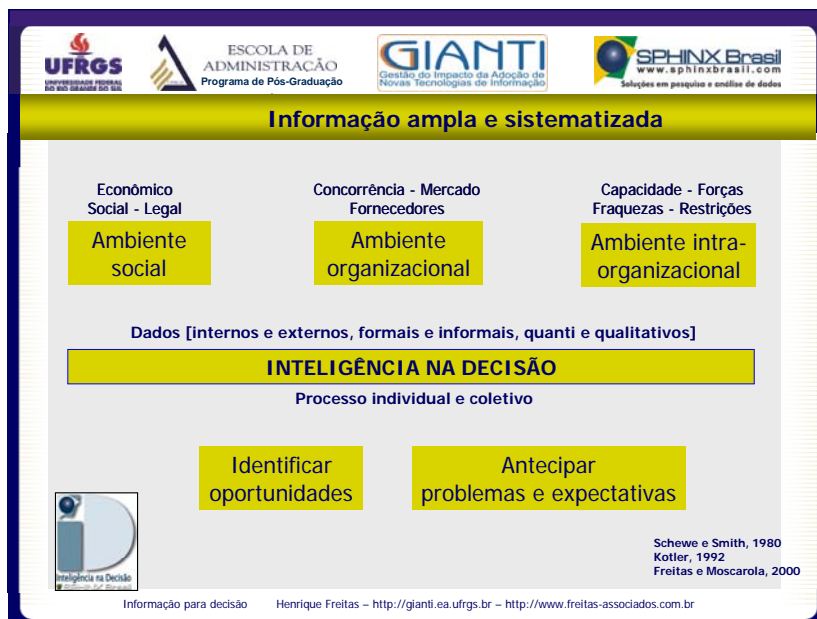 UFRGS
UNIVERSIDADE FEDERAL
DO RIO GRANDE DO SUL
ESCOLA DE
ADMINISTRAÇÃO
Programa de Pós-Graduação
GIANTI
Gestão do Impacto da Adoção de
Novas Tecnologias de Informação
SPHINX Brasil
www.sphinxbrasil.com
Soluções em pesquisa e análise de dados
Informação ampla e sistematizada
Econômico
Social - Legal
Ambiente
social
Concorrência - Mercado
Fornecedores
Ambiente
organizacional
Capacidade - Forças
Fraquezas - Restrições
Ambiente intra-
organizacional
Dados [internos e externos, formais e informais, quanti e qualitativos]
INTELIGÊNCIA NA DECISÃO
Processo individual e coletivo
Identificar
oportunidades
Antecipar
problemas e expectativas
Inteligência na Decisão
Schewe e Smith, 1980
Kotler, 1992
Freitas e Moscarola, 2000
Informação para decisão Henrique Freitas – http://gianti.ea.ufrgs.br – http://www.freitas-associados.com.br